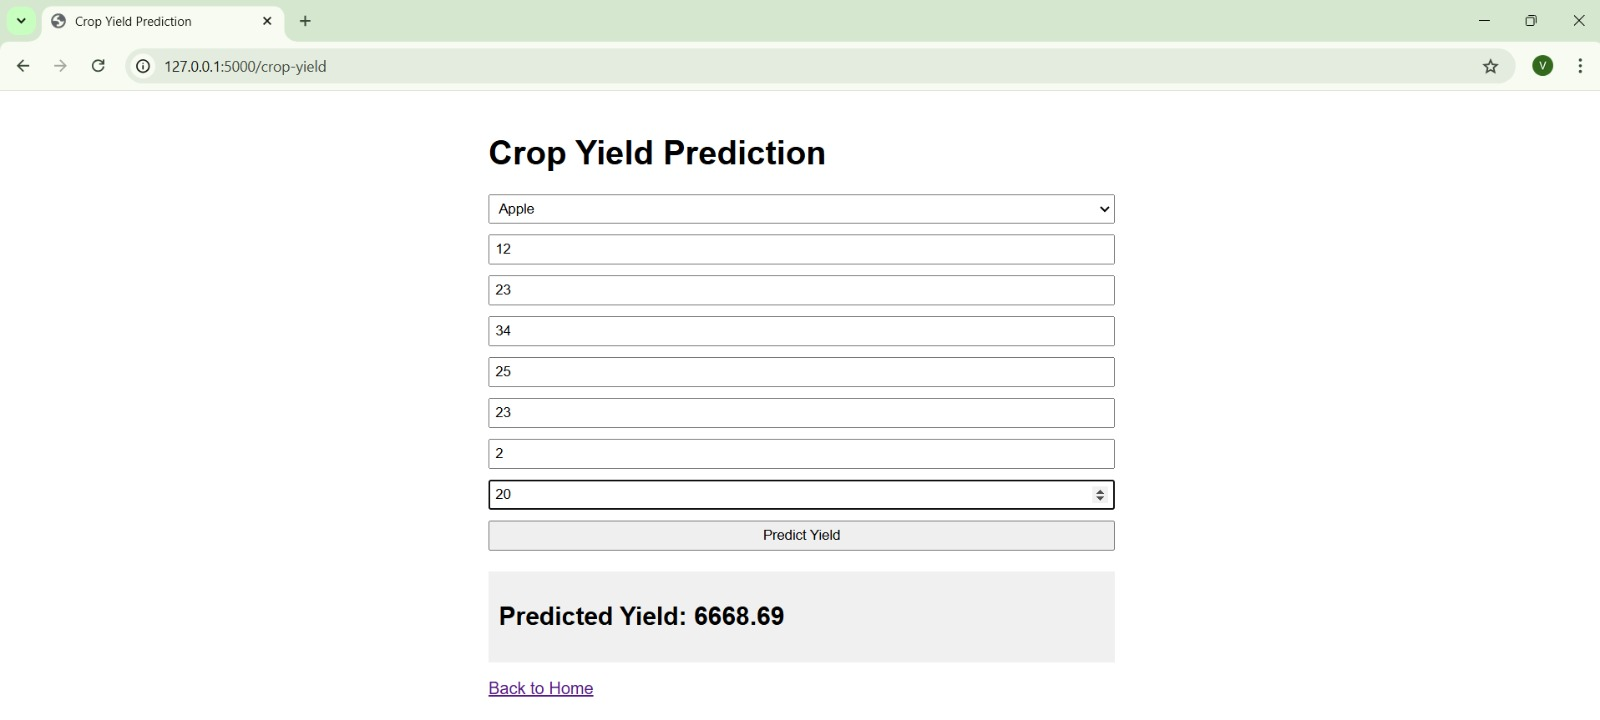 Crop Yield Prediction
127.0.0.1:5000/crop-yield
V
Crop Yield Prediction
Apple
12
23
34
25
23
2
20
Predict Yield
Predicted Yield: 6668.69
Back to Home